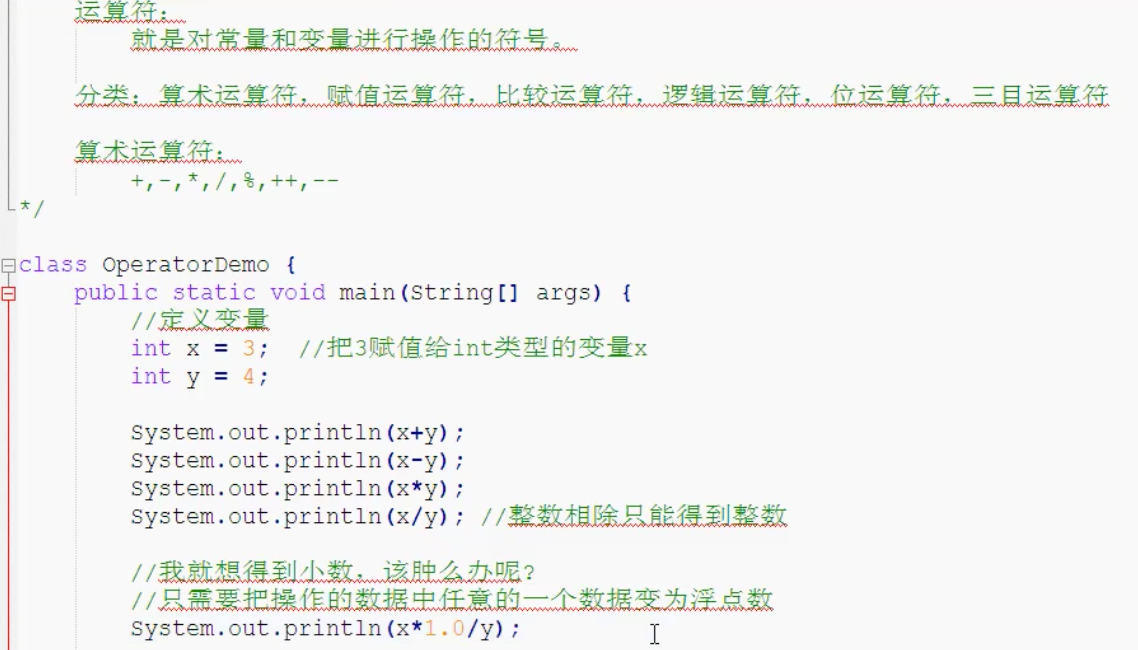 运算符：
就是对常量和变量进行操作的符号。
分类：算术运算符，赋值运算符，比较运算符，逻辑运算符，位运算符，三目运算符
算术运算符：
+,-,*,/,%,++,--
*/
class OperatorDemo {
public static void main(String[] args) {
//定义变量
int x = 3;  //把3赋值给int类型的变量x
int y = 4;
System.out.println(x+y);
System.out.println(x-y);
System.out.println(x*y);
System.out.println(x/y); //整数相除只能得到整数
//我就想得到小数，该肿么办呢?
//只需要把操作的数据中任意的一个数据变为浮点数
System.out.println(x*1.0/y);